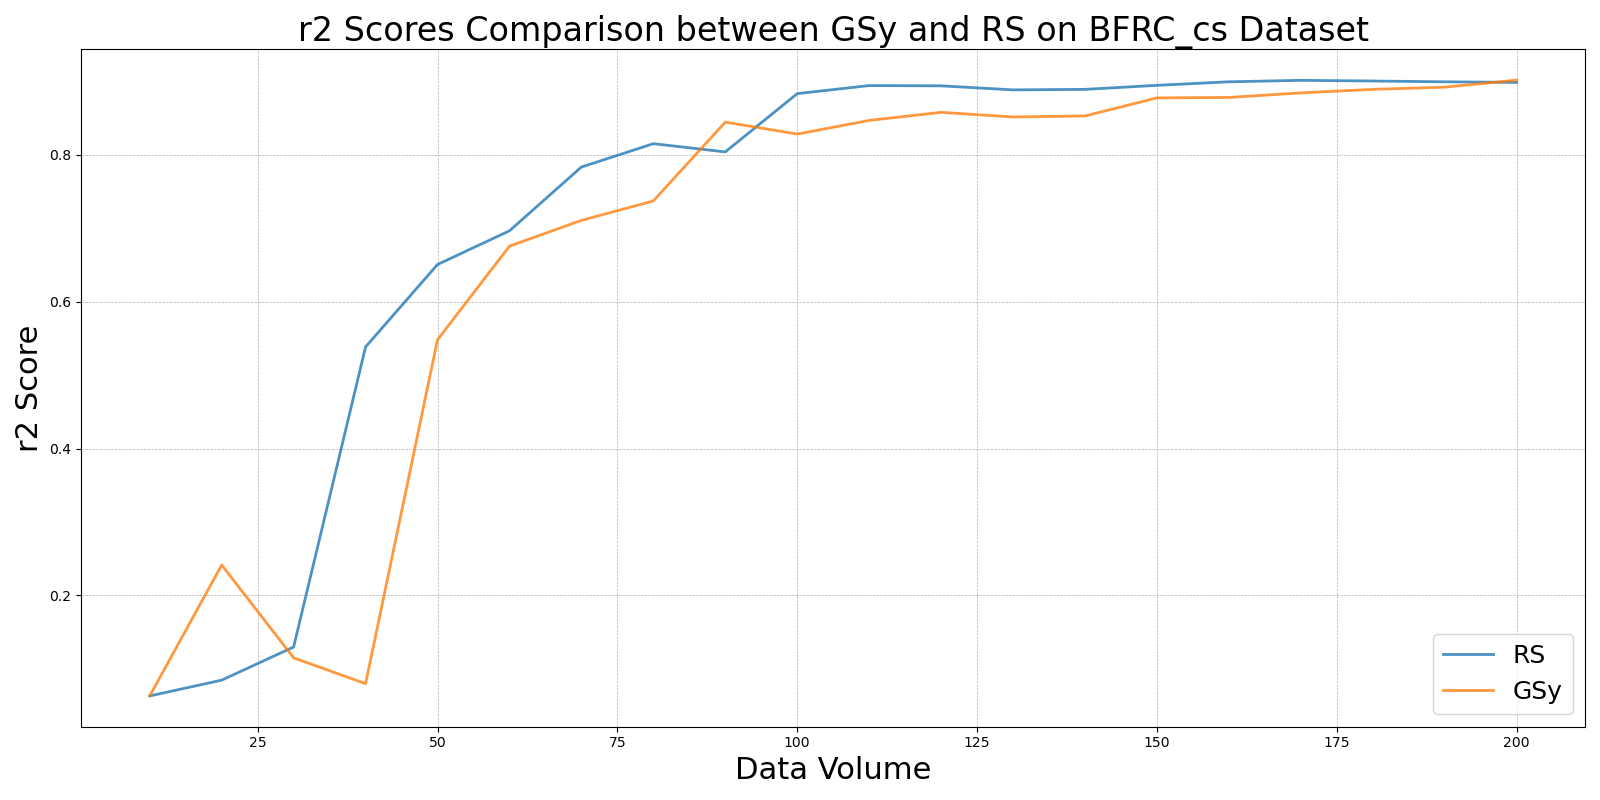 r2 Scores Comparison between GSy and RS on BFRC_cs Dataset
r2 Score
0.8
0.6
0.4
0.2
RS
GSy
25 50 75 100 125 150 175 200
Data Volume